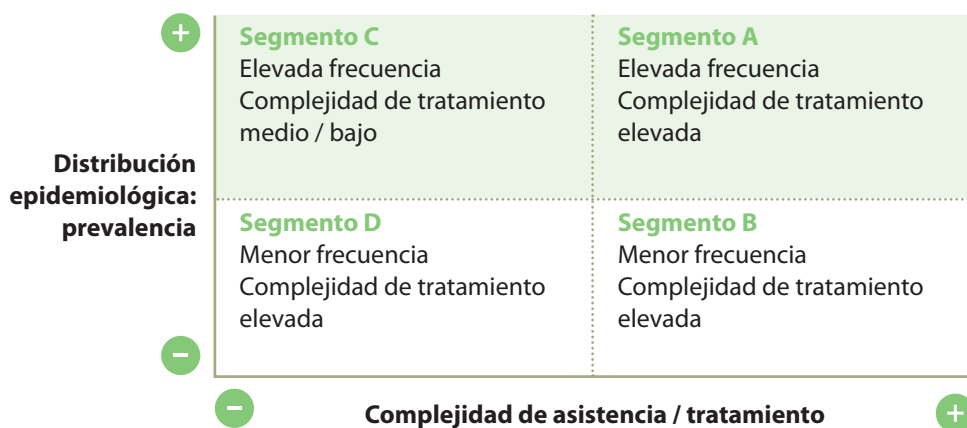 +
Segmento C
Elevada frecuencia
Complejidad de tratamiento
medio / bajo
Segmento A
Elevada frecuencia
Complejidad de tratamiento
elevada
Distribución
epidemiológica:
prevalencia
Segmento D
Menor frecuencia
Complejidad de tratamiento
elevada
Segmento B
Menor frecuencia
Complejidad de tratamiento
elevada
−
−
Complejidad de asistencia / tratamiento
+